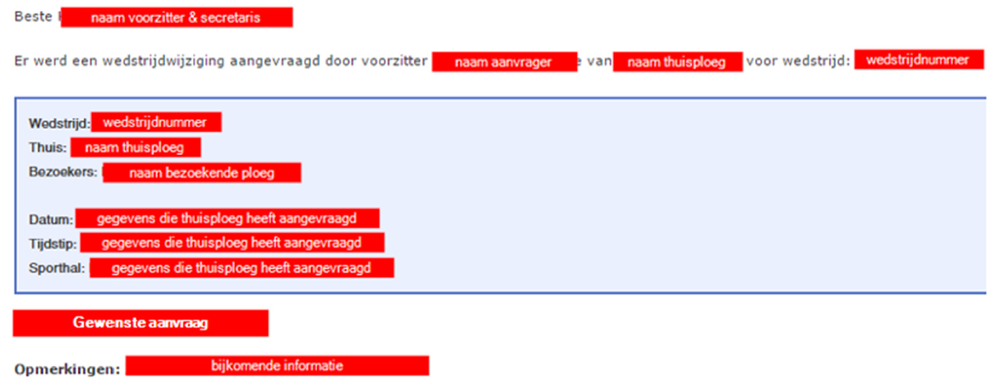 Beste naam voorzitter & secretaris
Er werd een wedstrijdwijziging aangevraagd door voorzitter naam aanvrager e van naam thuisploeg voor wedstrijd: wedstrijdnummer
Wedstrijd: wedstrijdnummer
Thuis: naam thuisploeg
Bezoekers: naam bezoekende ploeg
Datum: gegevens die thuisploeg heeft aangevraagd
Tijdstip: gegevens die thuisploeg heeft aangevraagd
Sporthal: gegevens die thuisploeg heeft aangevraagd
Gewenste aanvraag
Opmerkingen: bijkomende informatie